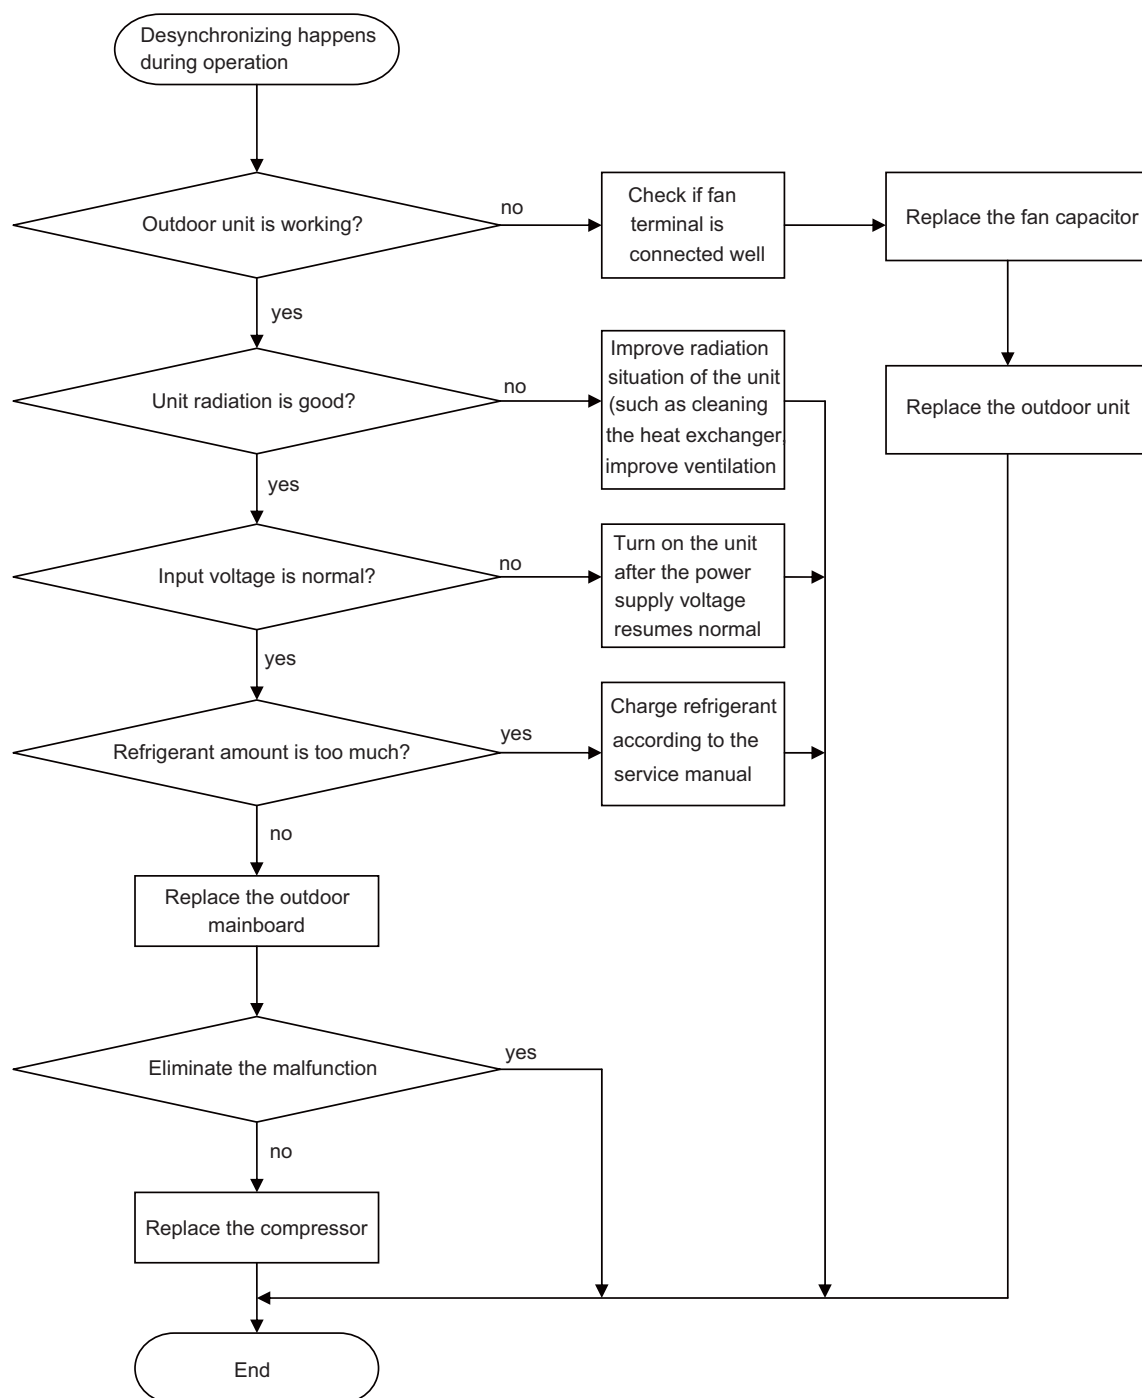 Desynchronizing happens
during operation
Outdoor unit is working?
no
Check if fan
terminal is
connected well
Replace the fan capacitor
yes
Unit radiation is good?
no
Improve radiation
situation of the unit
(such as cleaning
the heat exchanger,
improve ventilation
Replace the outdoor unit
yes
Input voltage is normal?
no
Turn on the unit
after the power
supply voltage
resumes normal
yes
Refrigerant amount is too much?
yes
Charge refrigerant
according to the
service manual
no
Replace the outdoor
mainboard
Eliminate the malfunction
yes
no
Replace the compressor
End